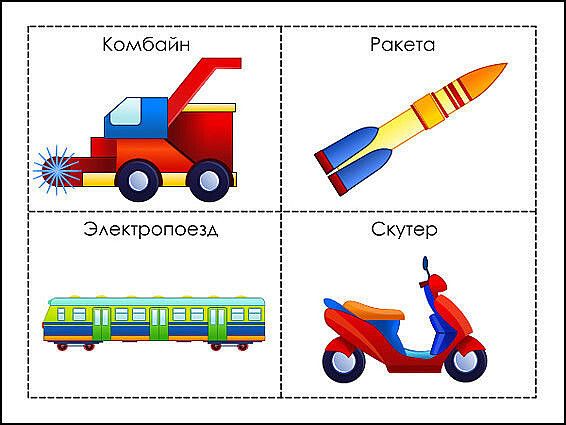 Комбайн
Ракета
Электропоезд
Скутер